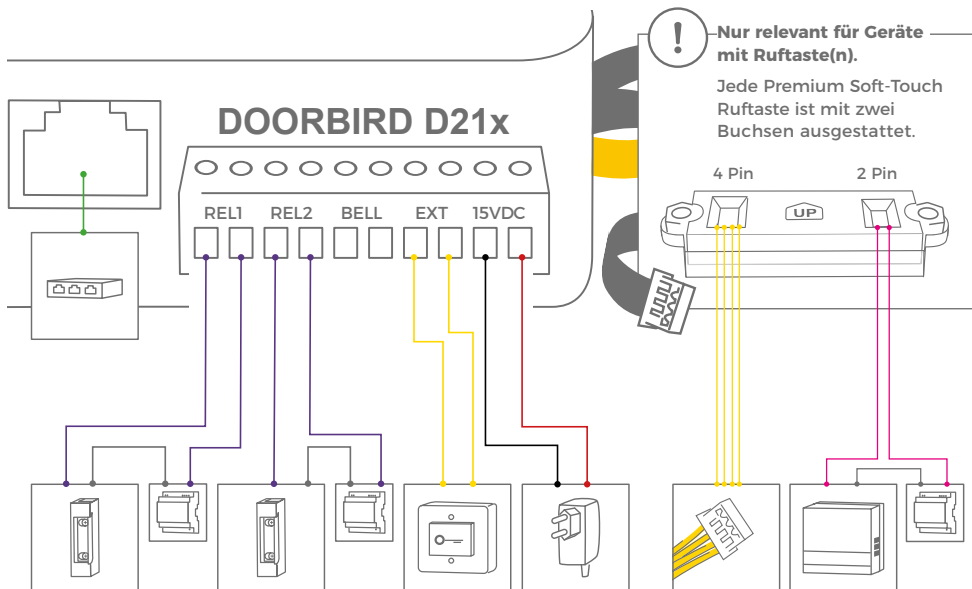 Nur relevant für Geräte
mit Ruftaste(n).
Jede Premium Soft-Touch
Ruftaste ist mit zwei
Buchsen ausgestattet.
DOORBIRD D21x
4 Pin
2 Pin
UP
REL1 REL2 BELL EXT 15VDC